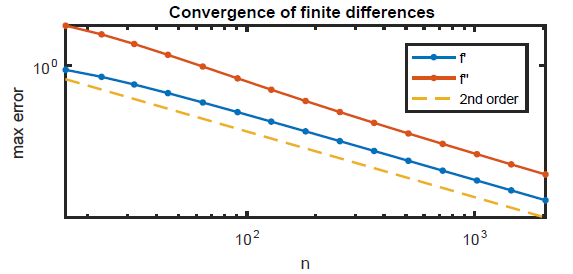 Convergence of finite differences
max error
10^0
f'
f"
2nd order
10^2
10^3
n